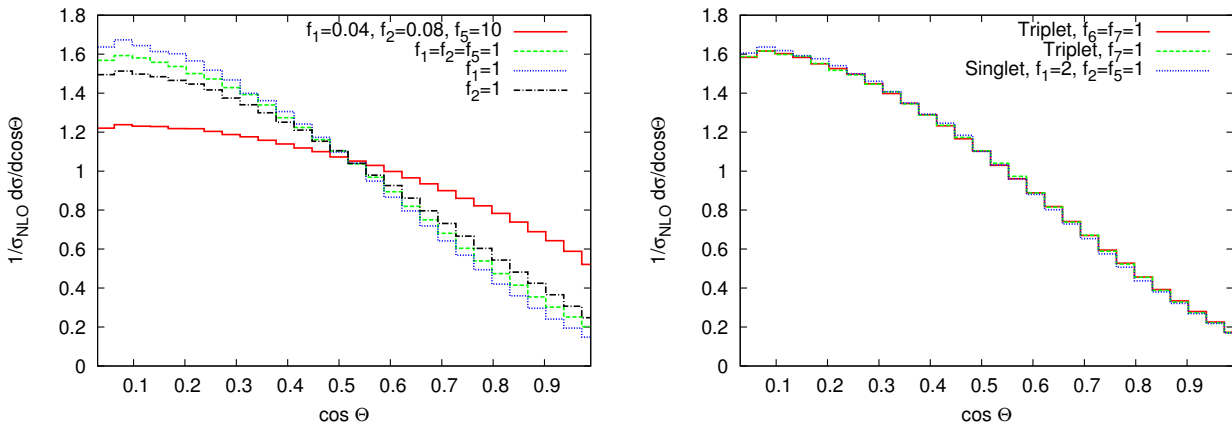 1/σNLO dσ/dcosΘ
1.8
1.6
1.4
1.2
1
0.8
0.6
0.4
0.2
0
f1=0.04, f2=0.08, f5=10
f1=f2=f5=1
f1=1
f2=1
0.1 0.2 0.3 0.4 0.5 0.6 0.7 0.8 0.9
cos Θ
1/σNLO dσ/dcosΘ
1.8
1.6
1.4
1.2
1
0.8
0.6
0.4
0.2
0
Triplet, f6=f7=1
Triplet, f7=1
Singlet, f1=2, f2=f5=1
0.1 0.2 0.3 0.4 0.5 0.6 0.7 0.8 0.9
cos Θ